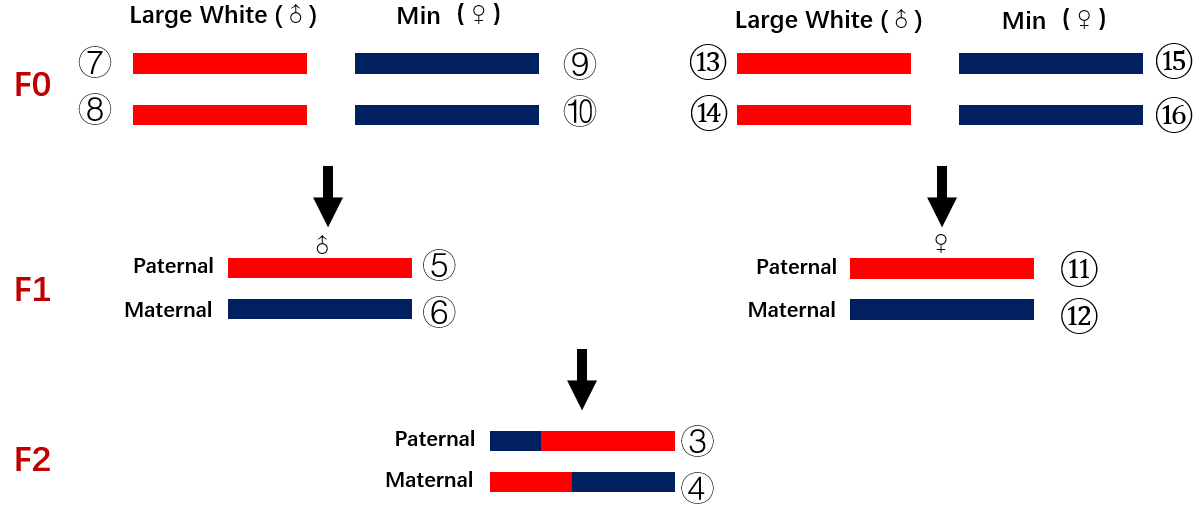 Large White (♂) Min (♀) Large White (♂) Min (♀)
⑦ ⑨ ⑬ ⑮
F0
⑧ ⑩ ⑭ ⑯
♂ ♀
Paternal ⑤ Paternal ⑪
F1
Maternal ⑥ Maternal ⑫
Paternal ③
F2
Maternal ④